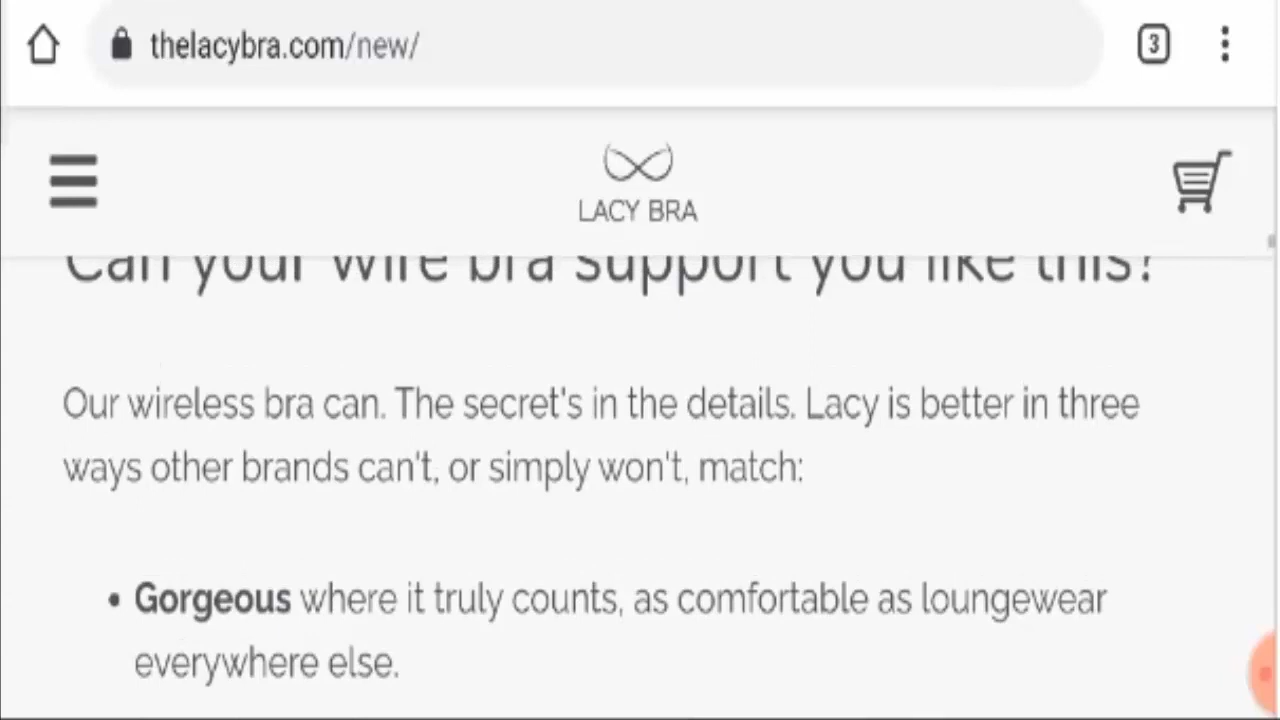 thelacybra.com/new/
3
LACY BRA
Can your wire bra support you like this?
Our wireless bra can. The secret's in the details. Lacy is better in three
ways other brands can't, or simply won't, match:
• Gorgeous where it truly counts, as comfortable as loungewear
everywhere else.